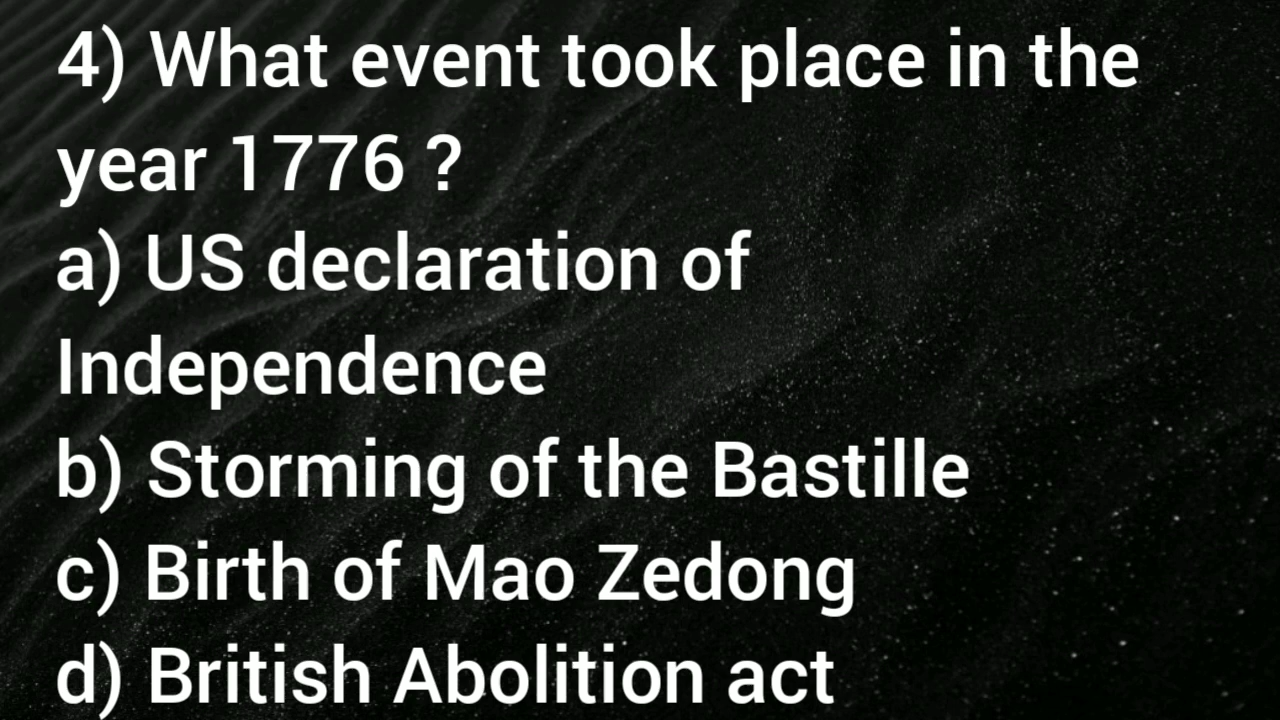 4) What event took place in the
year 1776 ?
a) US declaration of
Independence
b) Storming of the Bastille
c) Birth of Mao Zedong
d) British Abolition act